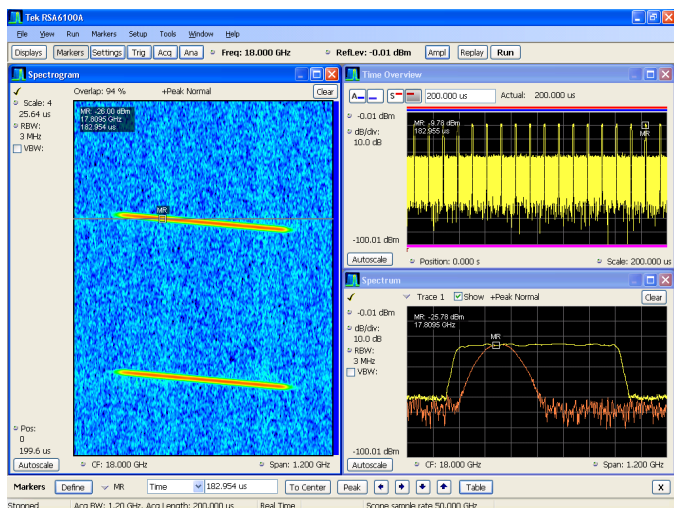 Tek RSA6100A
File View Run Markers Setup Tools Window Help
Displays Markers Settings Trig Acq Ana Freq: 18.000 GHz RefLev: -0.01 dBm Ampl Replay Run
Spectrogram
Overlap: 94 % +Peak Normal Clear
Scale: 4
25.64 us
RBW:
3 MHz
VBW:
MR: -26.00 dBm
17.8095 GHz
182.954 us
MR
Pos:
0
199.6 us
Autoscale CF: 18.000 GHz Span: 1.200 GHz
Time Overview
A S 200.000 us Actual: 200.000 us
-0.01 dBm
dB/div:
10.0 dB
MR: -9.78 dBm
182.955 us
1
MR
-100.01 dBm
Autoscale Position: 0.000 s Scale: 200.000 us
Spectrum
Trace 1 Show +Peak Normal Clear
-0.01 dBm
dB/div:
10.0 dB
RBW:
3 MHz
VBW:
MR: -25.78 dBm
17.8095 GHz
MR
-100.01 dBm
Autoscale CF: 18.000 GHz Span: 1.200 GHz
Markers Define MR Time 182.954 us To Center Peak Table X
Stopped Acq BW: 1.20 GHz, Acq Length: 200.000 us Real Time Scope sample rate 50.000 GHz